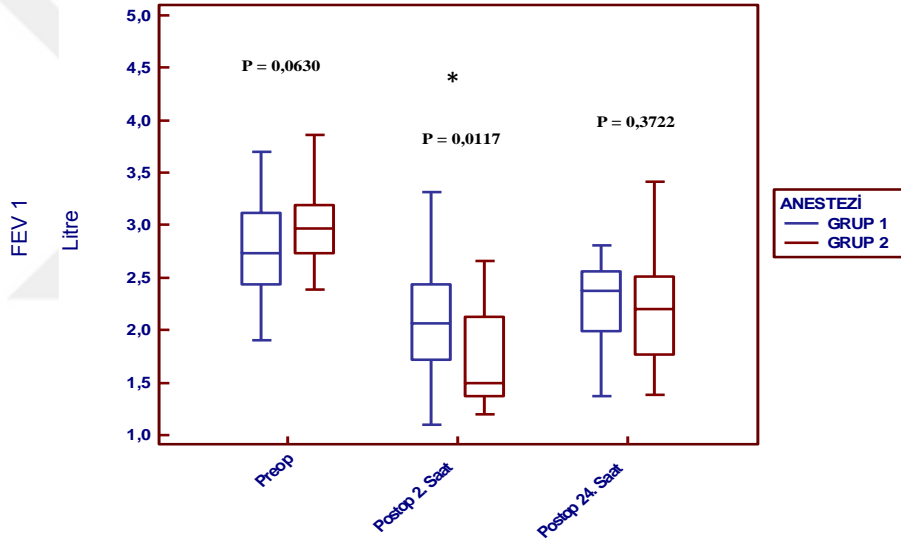 5,0
4,5
4,0
3,5
3,0
2,5
2,0
1,5
1,0
FEV 1
Litre
P = 0,0630
*
P = 0,0117
P = 0,3722
Preop
Postop 2. Saat
Postop 24. Saat
ANESTEZİ
GRUP 1
GRUP 2